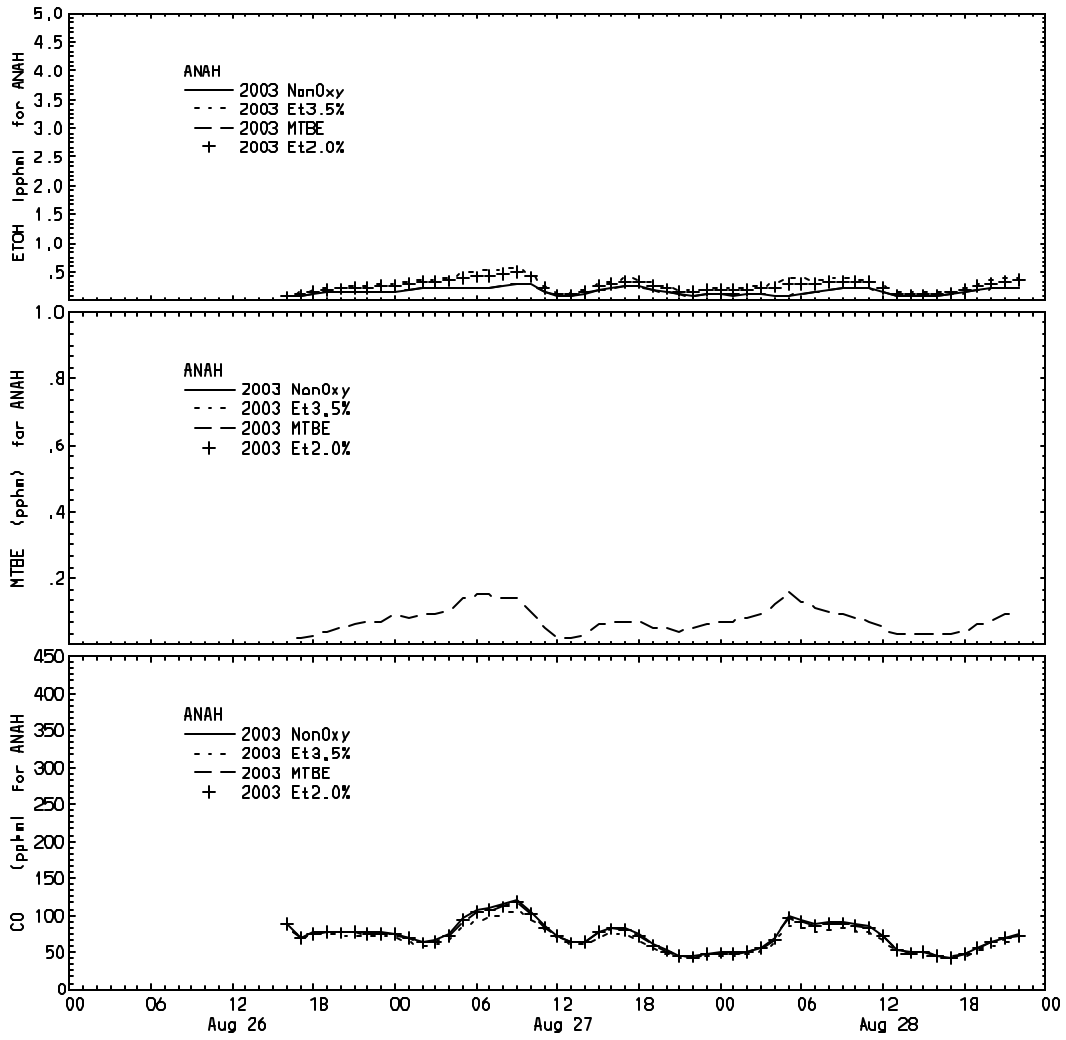 5.0
4.5
4.0
3.5
3.0
2.5
2.0
1.5
1.0
.5
ETOH (pphm) for ANAH
ANAH
2003 NonOxy
2003 Et3.5%
2003 MTBE
2003 Et2.0%
1.0
.8
.6
.4
.2
MTBE (pphm) for ANAH
ANAH
2003 NonOxy
2003 Et3.5%
2003 MTBE
2003 Et2.0%
450
400
350
300
250
200
150
100
50
0
CO (pphm) for ANAH
ANAH
2003 NonOxy
2003 Et3.5%
2003 MTBE
2003 Et2.0%
00 06 12 18 00 06 12 18 00 06 12 18 00
Aug 26 Aug 27 Aug 28